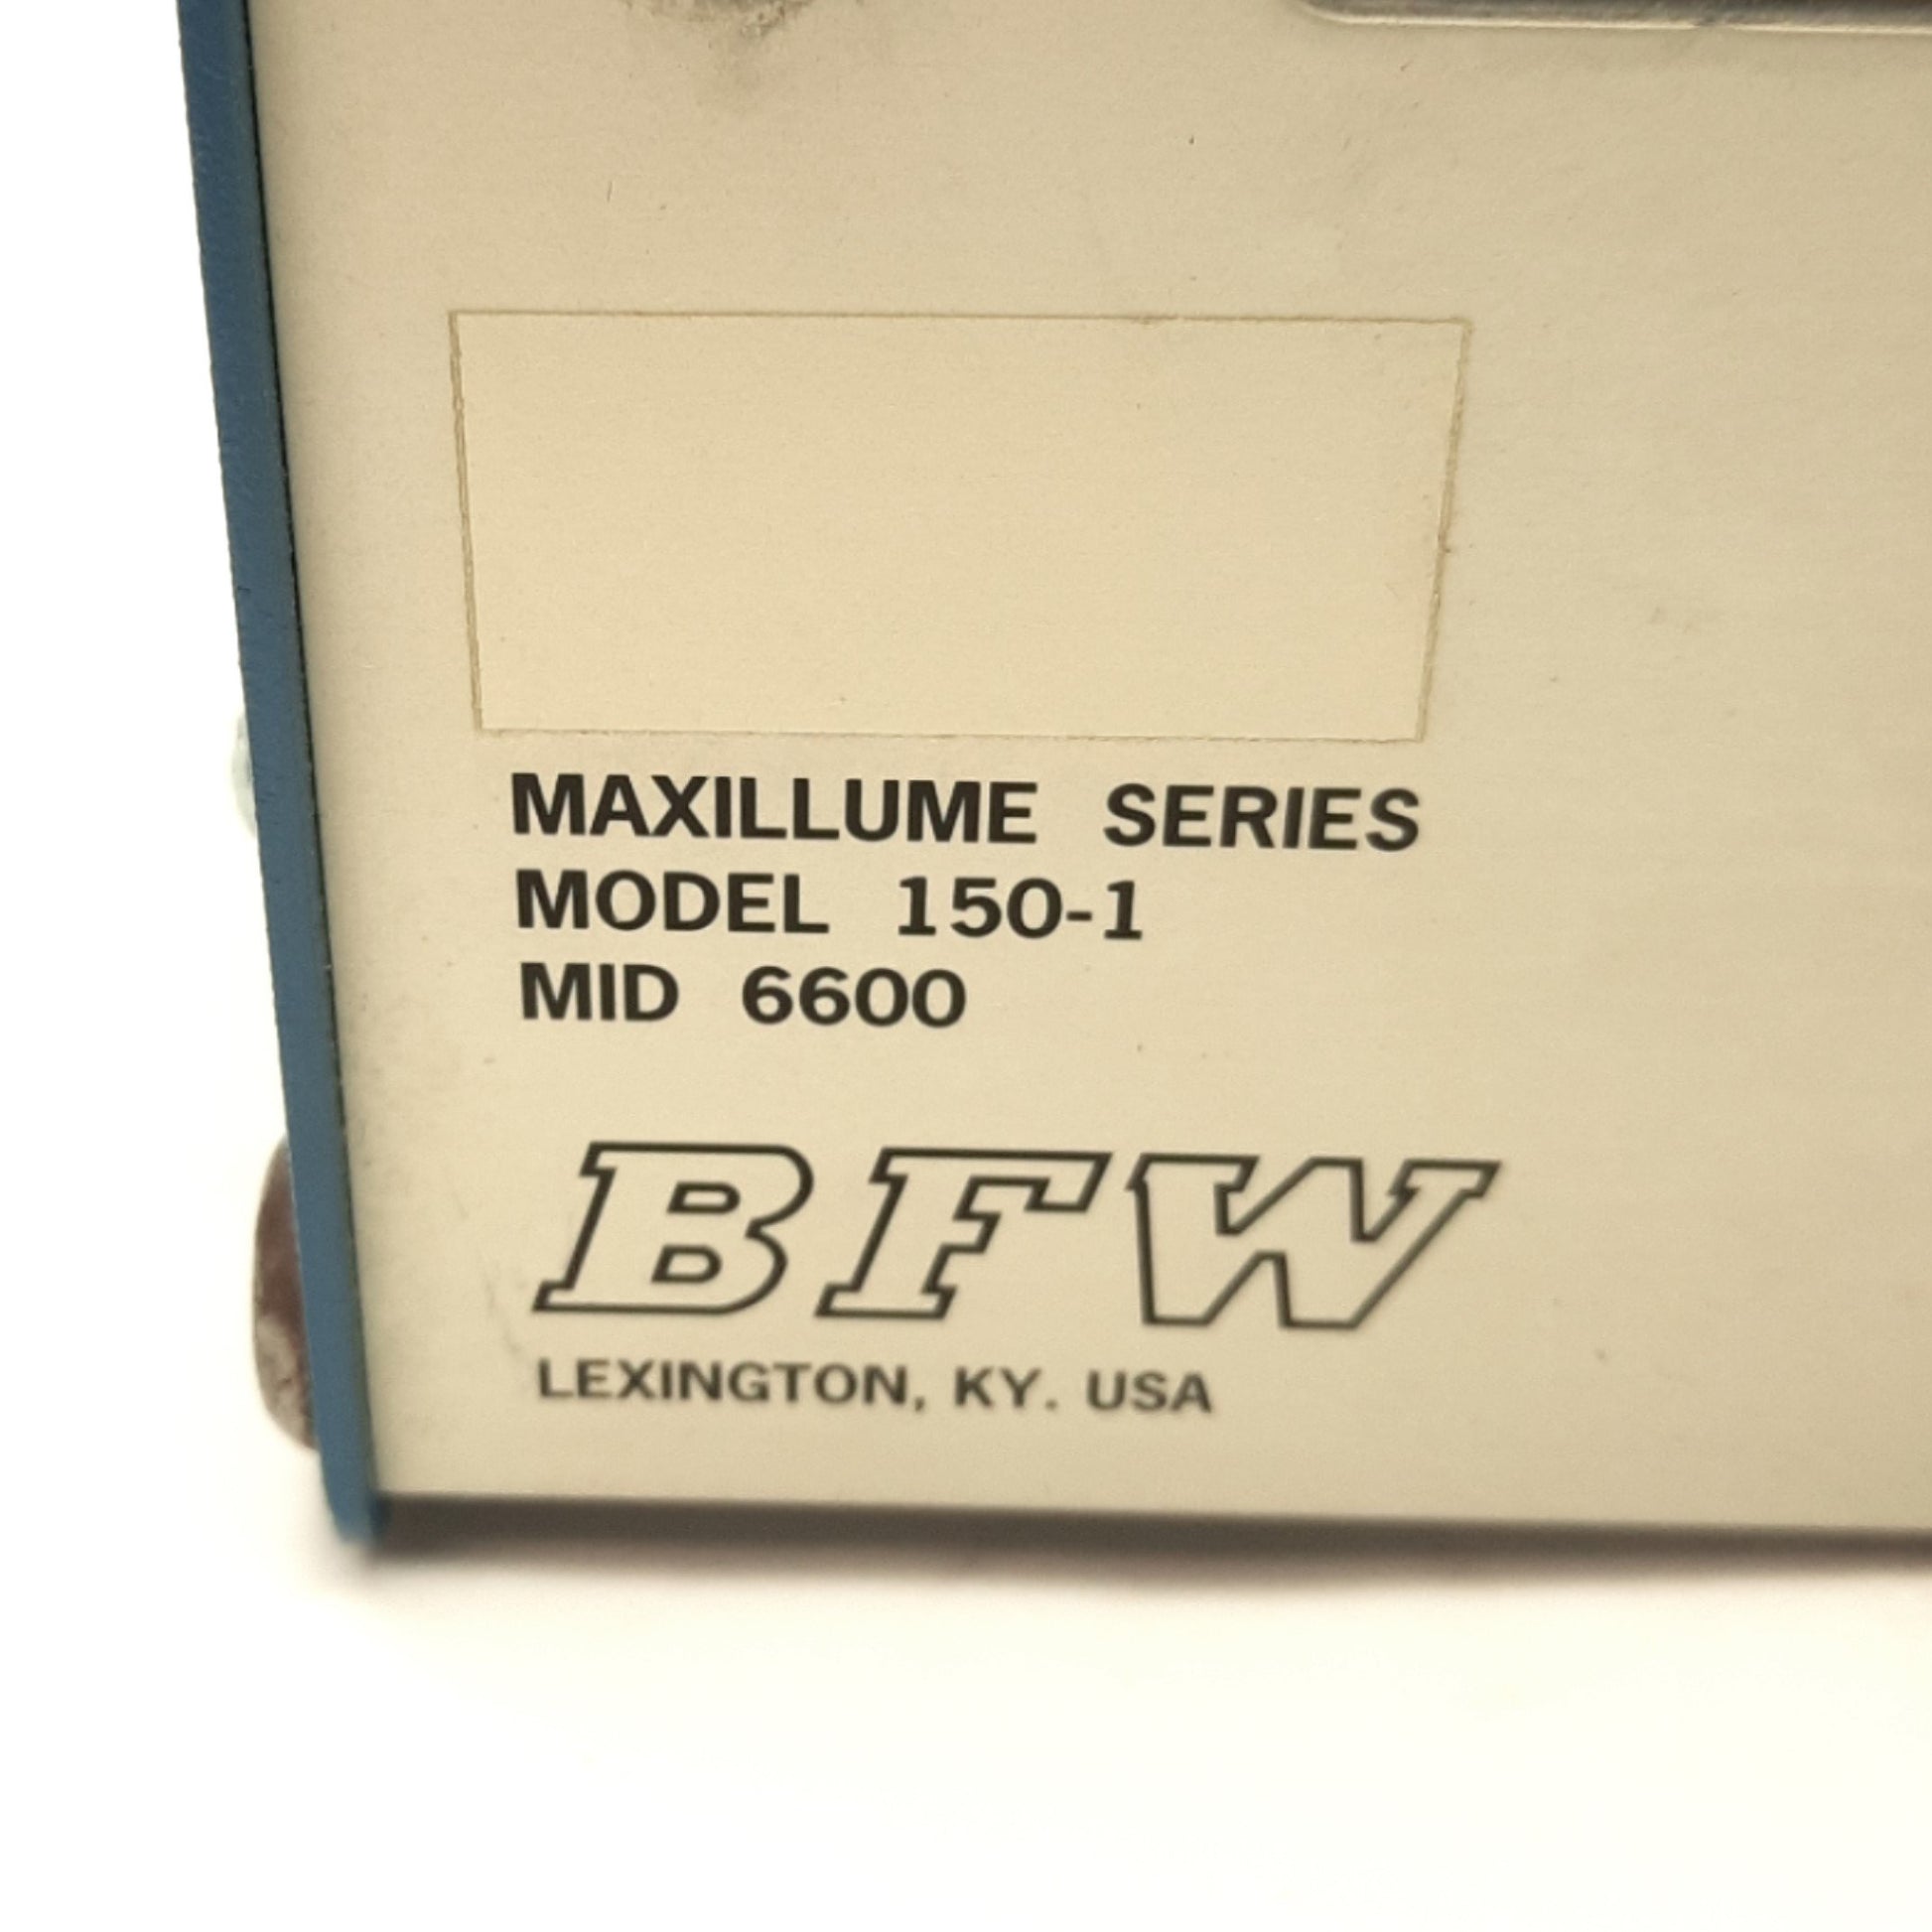 MAXILLUME SERIES
MODEL 150-1
MID 6600
BFW
LEXINGTON, KY. USA